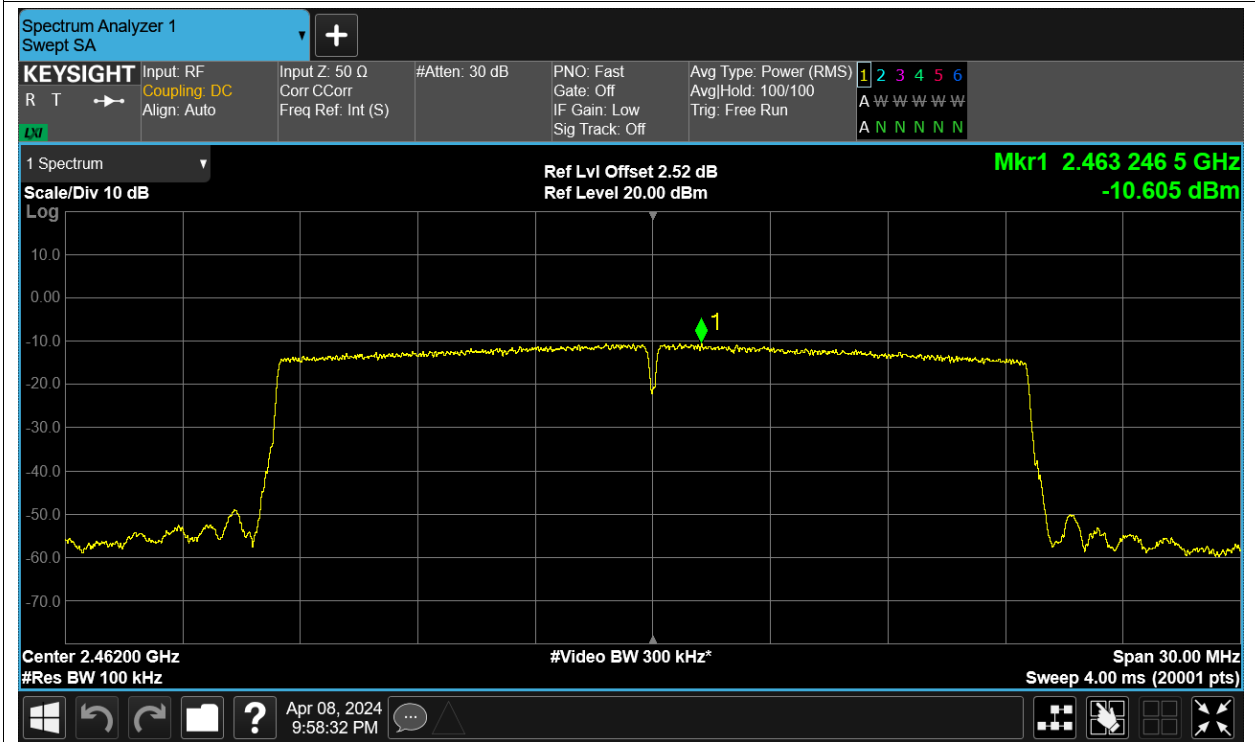 Spectrum Analyzer 1
Swept SA
+
KEYSIGHT
R T
LXI
Input: RF
Coupling: DC
Align: Auto
Input Z: 50 Ω
Corr CCorr
Freq Ref: Int (S)
#Atten: 30 dB
PNO: Fast
Gate: Off
IF Gain: Low
Sig Track: Off
Avg Type: Power (RMS)
Avg|Hold: 100/100
Trig: Free Run
1 2 3 4 5 6
A W W W W W
A N N N N N
1 Spectrum
Scale/Div 10 dB
Log
Ref Lvl Offset 2.52 dB
Ref Level 20.00 dBm
Mkr1 2.463 246 5 GHz
-10.605 dBm
10.0
0.00
-10.0
-20.0
-30.0
-40.0
-50.0
-60.0
-70.0
1
Center 2.46200 GHz
#Res BW 100 kHz
#Video BW 300 kHz*
Span 30.00 MHz
Sweep 4.00 ms (20001 pts)
?
Apr 08, 2024
9:58:32 PM